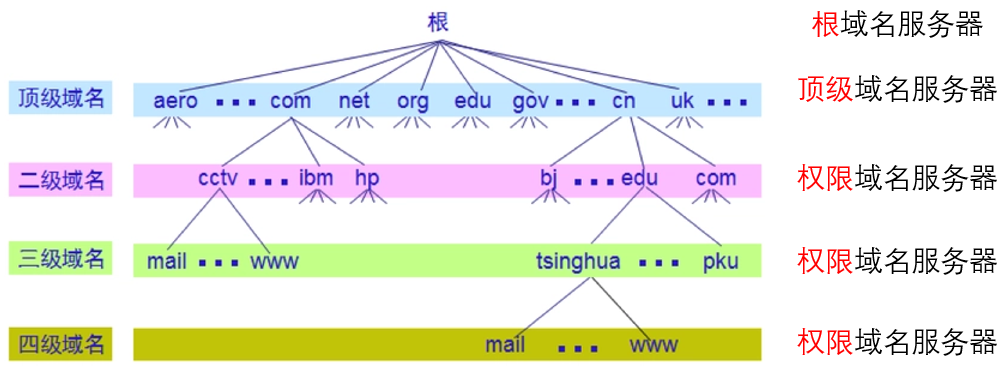 根
根域名服务器
顶级域名 aero ... com net org edu gov ... cn uk ... 顶级域名服务器
二级域名 cctv ... ibm hp bj ... edu com 权限域名服务器
三级域名 mail ... www tsinghua ... pku 权限域名服务器
四级域名 mail ... www 权限域名服务器